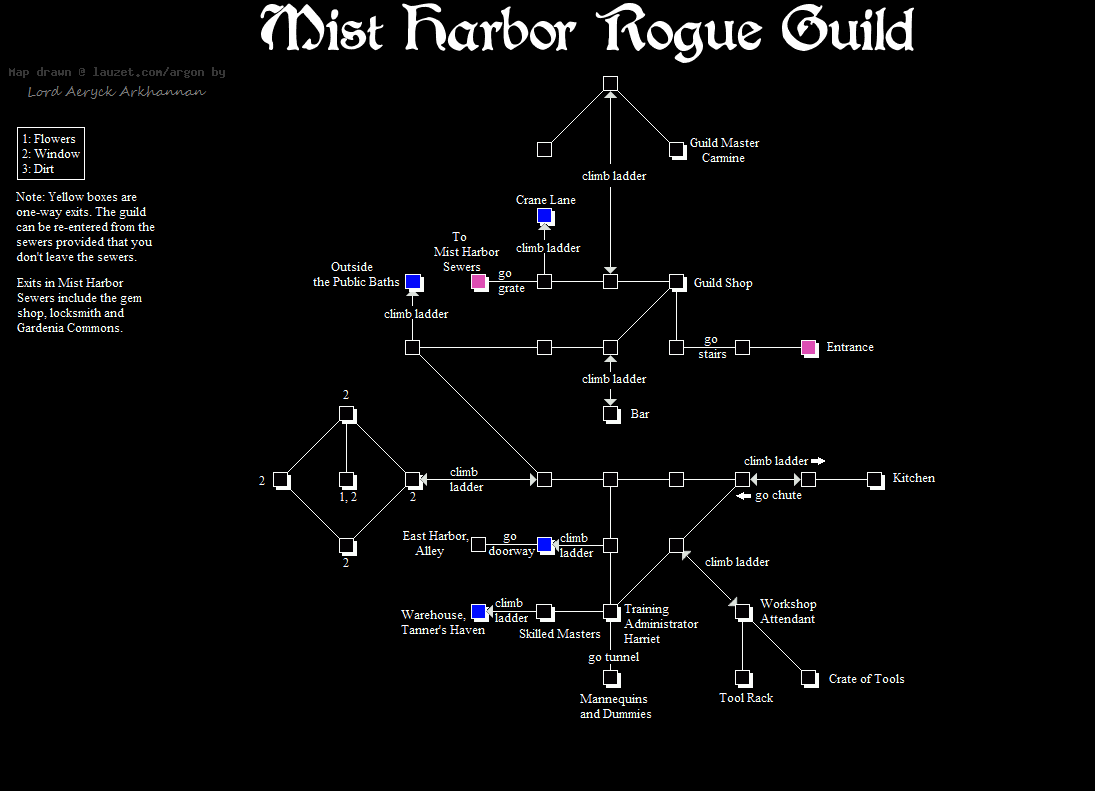 Mist Harbor Rogue Guild
Map drawn @ lauzet.com/argon by
Lord Aeryck Arkhannan
1: Flowers
2: Window
3: Dirt
Note: Yellow boxes are
one-way exits. The guild
can be re-entered from the
sewers provided that you
don't leave the sewers.
Exits in Mist Harbor
Sewers include the gem
shop, locksmith and
Gardenia Commons.
Guild Master
Carmine
climb ladder
Crane Lane
climb ladder
To
Mist Harbor
Sewers
go
grate
Outside
the Public Baths
climb ladder
Guild Shop
go
stairs
Entrance
climb ladder
Bar
2
2
1, 2
2
2
climb
ladder
climb ladder
go chute
Kitchen
East Harbor,
Alley
go
doorway
climb
ladder
climb ladder
Warehouse,
Tanner's Haven
climb
ladder
Skilled Masters
Training
Administrator
Harriet
Workshop
Attendant
go tunnel
Mannequins
and Dummies
Tool Rack
Crate of Tools